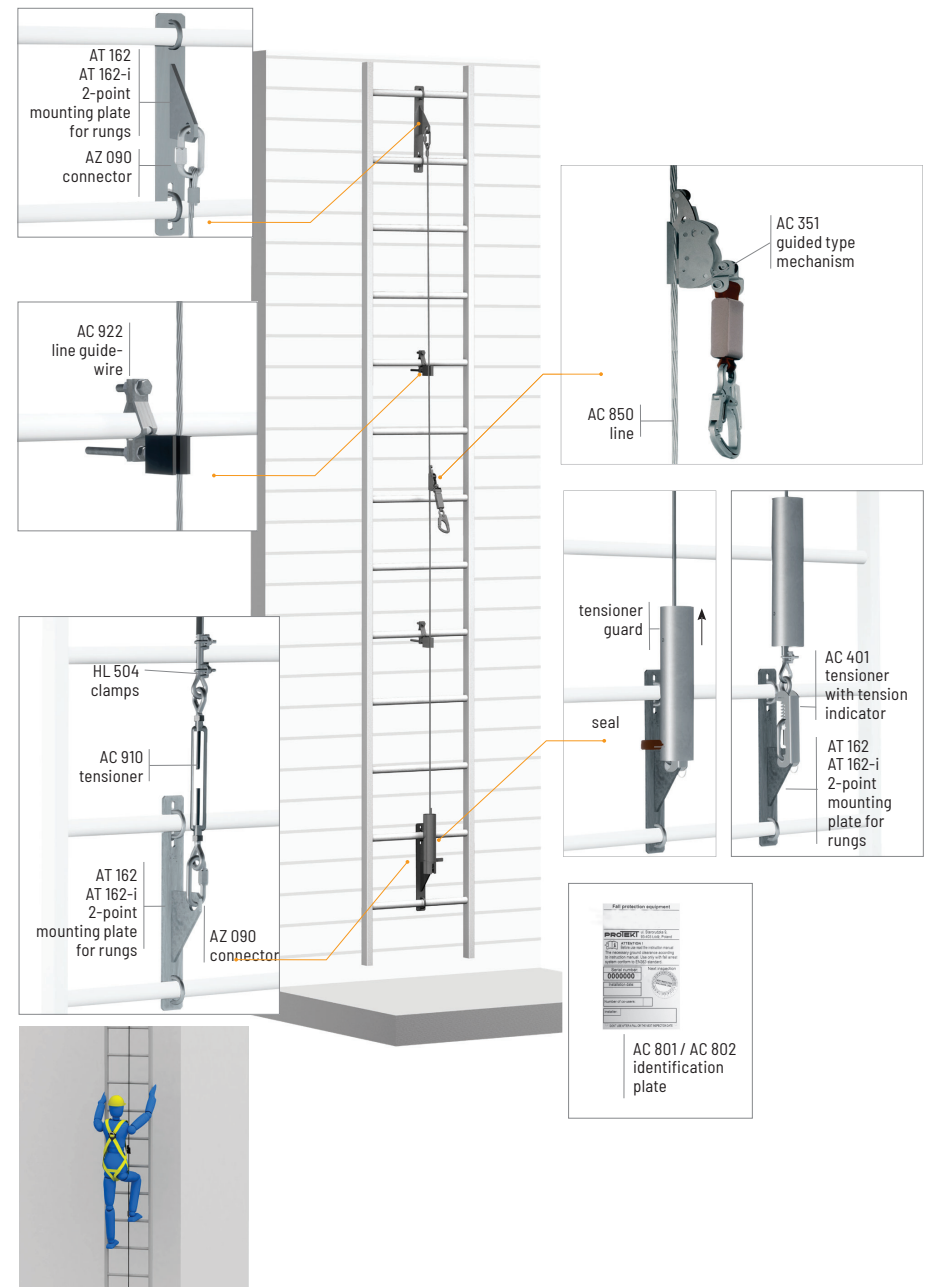 AT 162
AT 162-i
2-point
mounting plate
for rungs
AZ 090
connector
AC 351
guided type
mechanism
AC 850
line
AC 922
line guide-
wire
HL 504
clamps
AC 910
tensioner
AT 162
AT 162-i
2-point
mounting plate
for rungs
AZ 090
connector
tensioner
guard
seal
AC 401
tensioner
with tension
indicator
AT 162
AT 162-i
2-point
mounting
plate for
rungs
Fall protection equipment
PROTEKT
ATTENTION !
Serial number
0000000
Next inspection
Number of co-users
AC 801 / AC 802
identification
plate